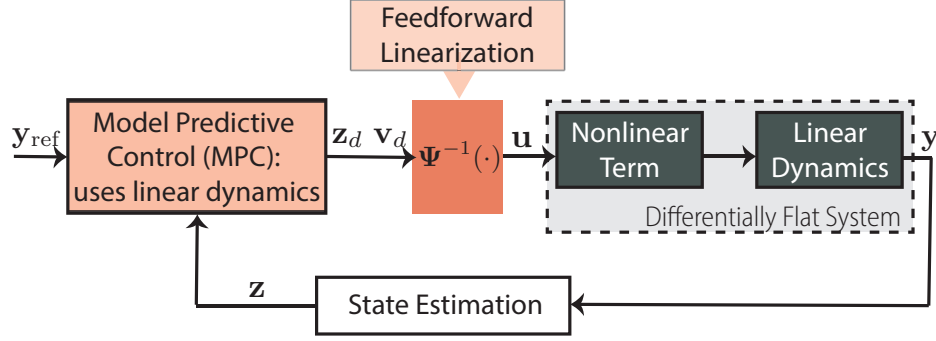 Feedforward
Linearization
y_ref
Model Predictive
Control (MPC):
uses linear dynamics
z_d v_d
Ψ⁻¹(·)
u
Nonlinear
Term
Linear
Dynamics
y
Differentially Flat System
z
State Estimation